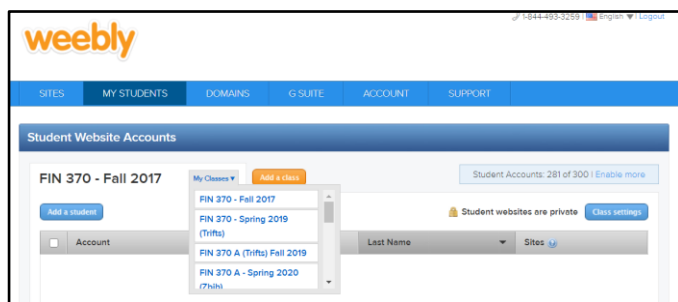 1-844-493-3259 | English ▼ | Logout
weebly
SITES MY STUDENTS DOMAINS G SUITE ACCOUNT SUPPORT
Student Website Accounts
FIN 370 - Fall 2017 My Classes ▼ Add a class Student Accounts: 281 of 300 | Enable more
FIN 370 - Fall 2017
FIN 370 - Spring 2019
(Trifts)
FIN 370 A (Trifts) Fall 2019
FIN 370 A - Spring 2020
(Zhih)
Add a student Student websites are private Class settings
Account Last Name ▼ Sites ?